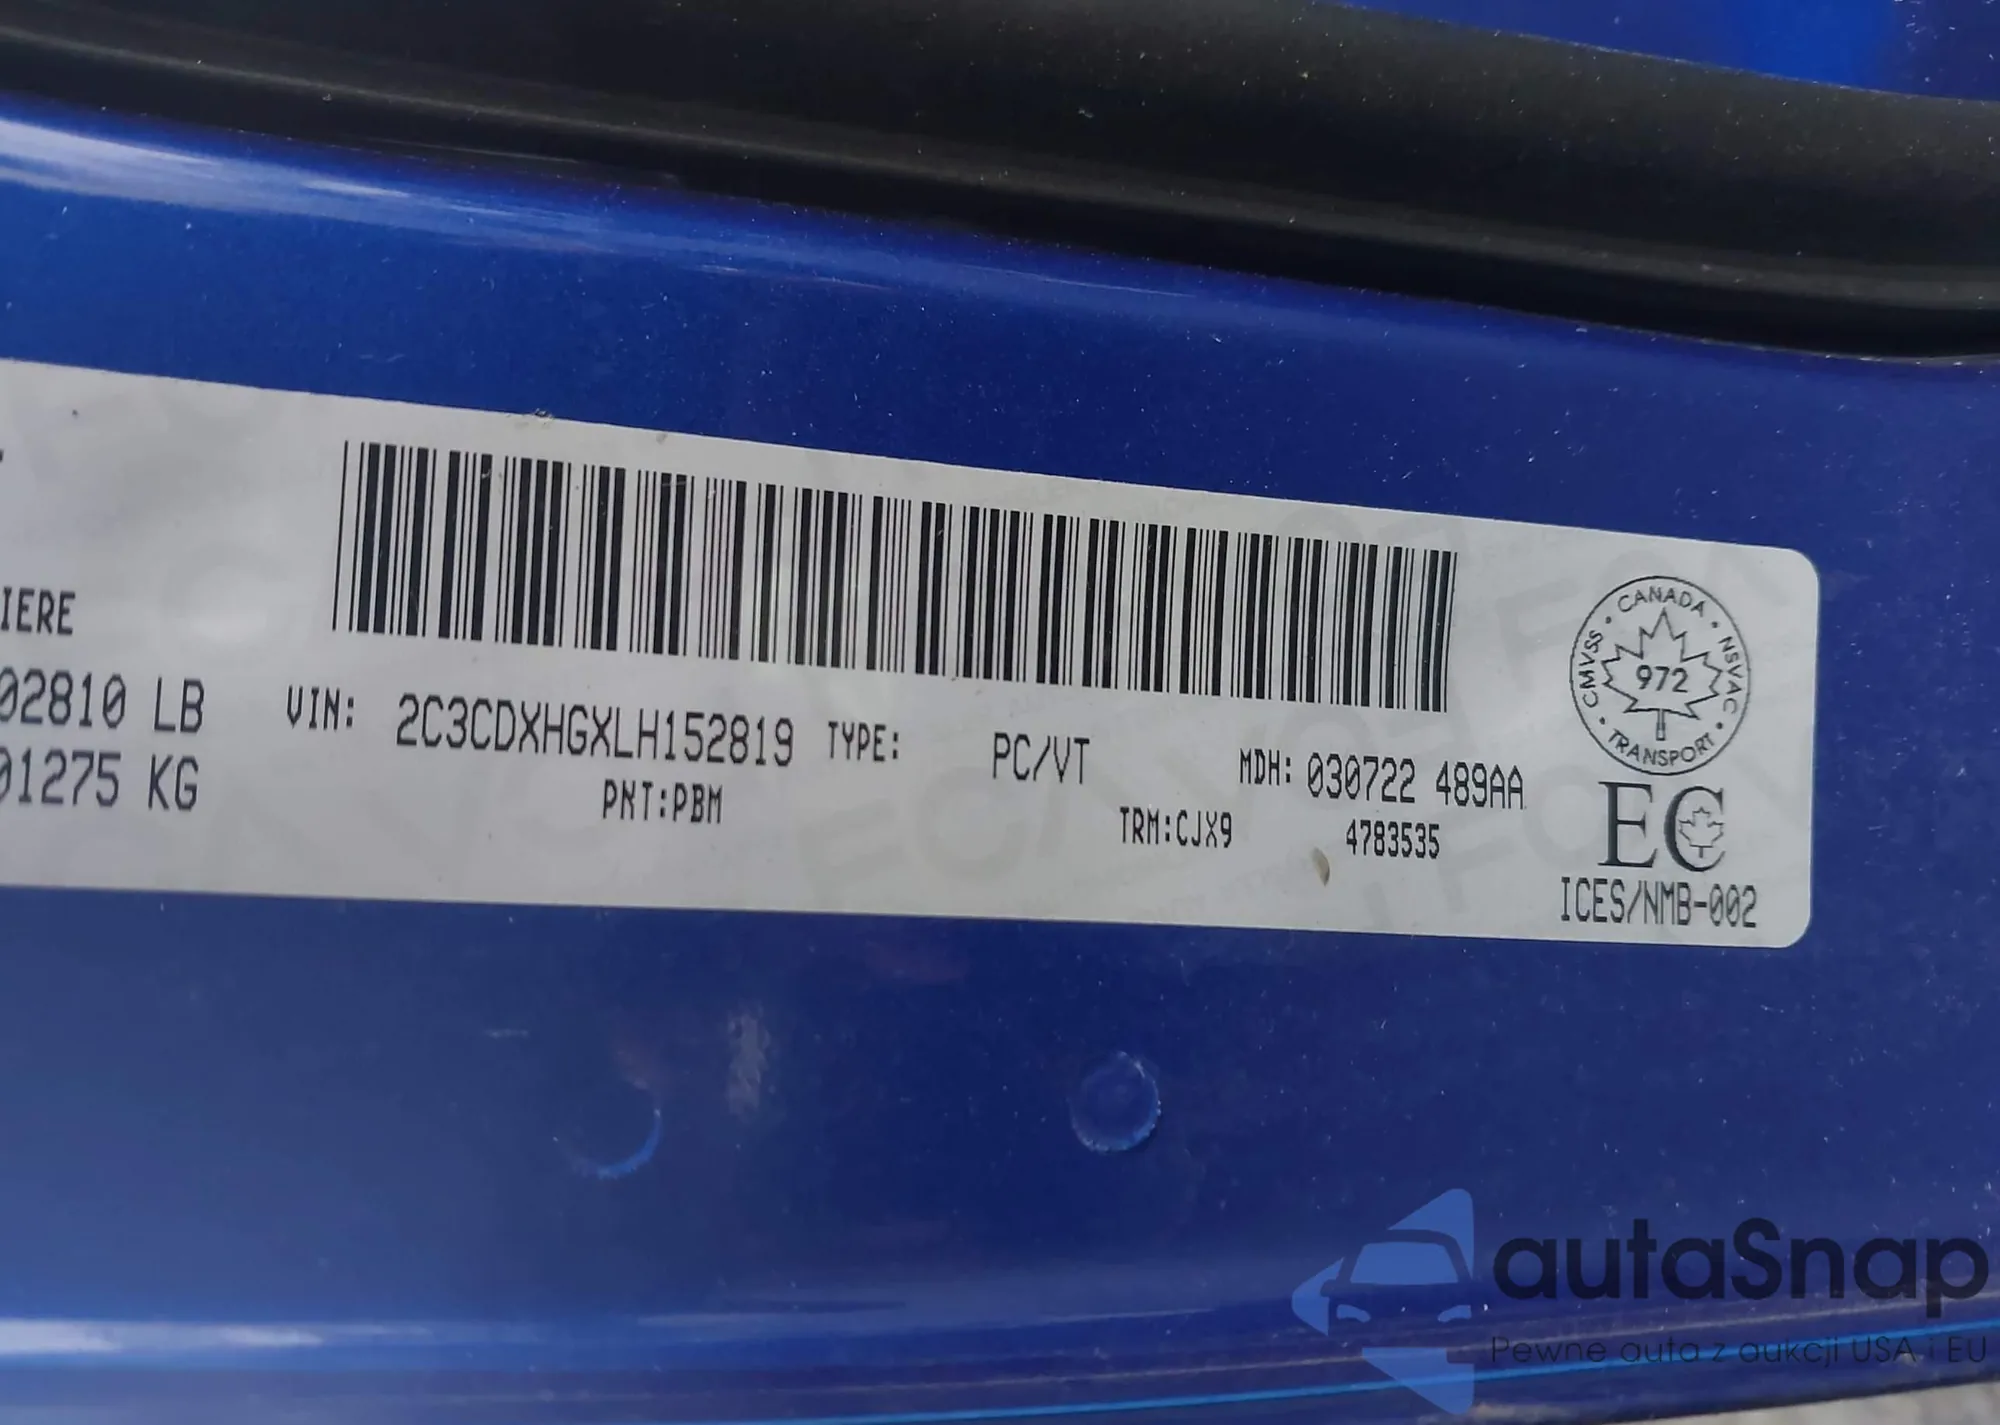 IERE
02810 LB
01275 KG
VIN: 2C3CDXHGXLH152819 TYPE: PC/VT MDH: 030722 489AA
PNT:PBM TRM:CJX9 4783535
CANADA · NSVAC · TRANSPORT · CMVSS ·
972
EC
ICES/NMB-002
autaSnap
Pewne auta z aukcji USA i EU